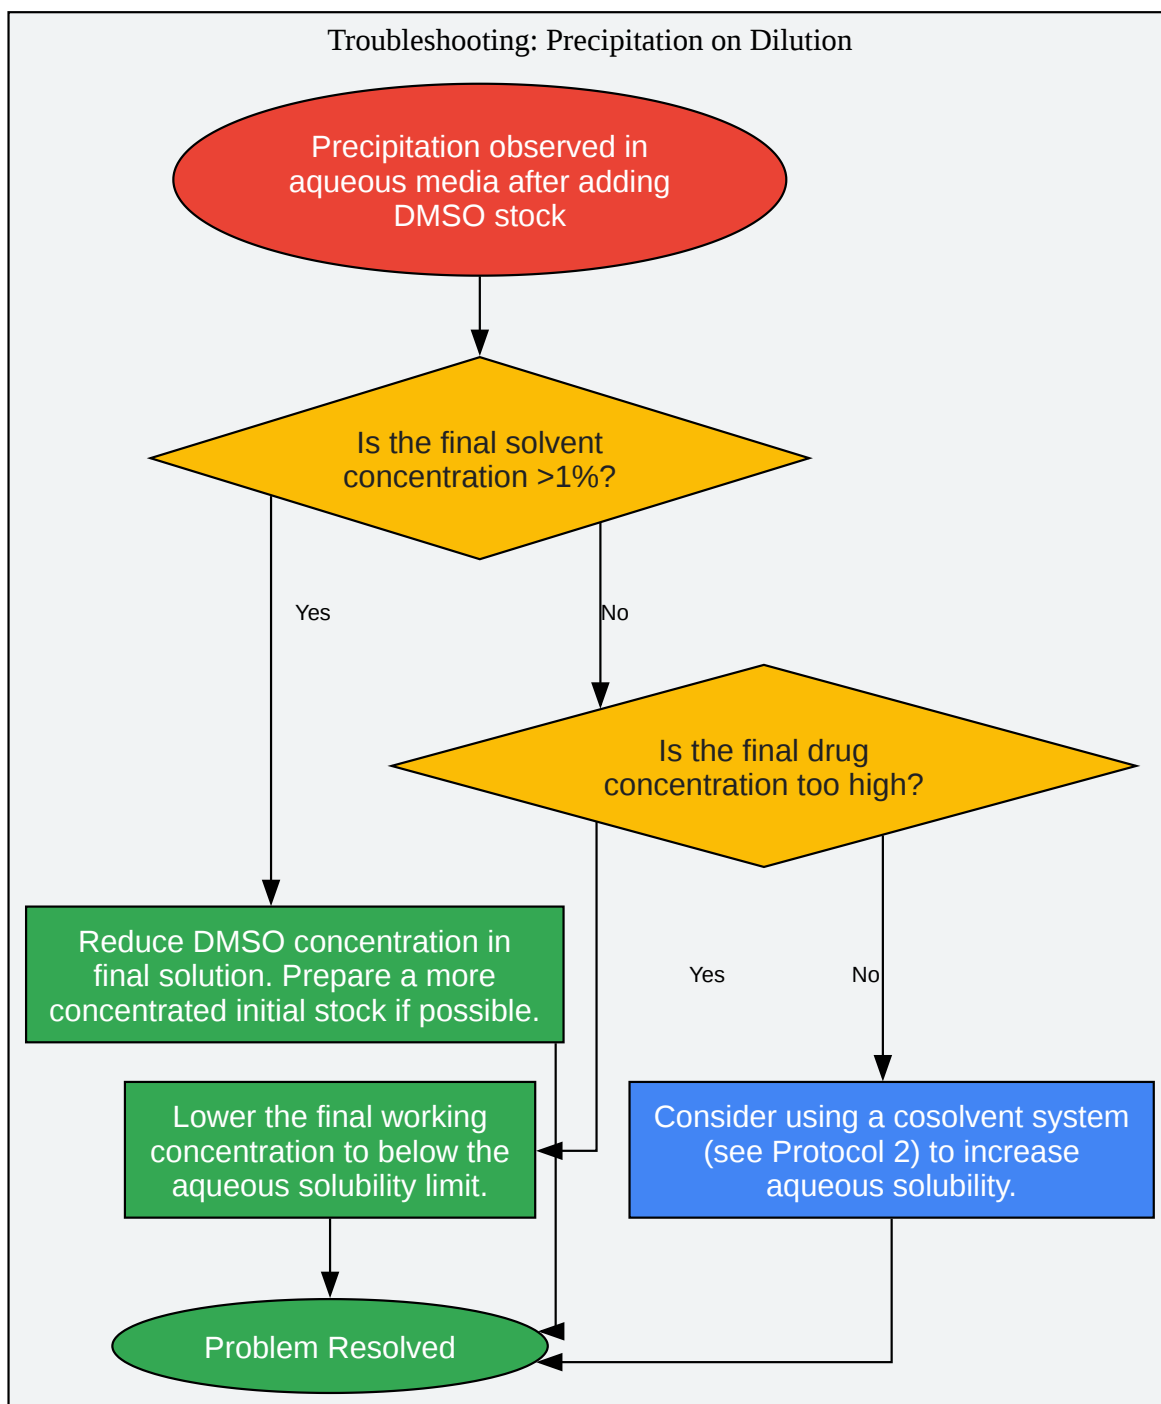 Troubleshooting: Precipitation on Dilution
Precipitation observed in
aqueous media after adding
DMSO stock
Is the final solvent
concentration >1%?
Yes
No
Is the final drug
concentration too high?
Reduce DMSO concentration in
final solution. Prepare a more
concentrated initial stock if possible.
Yes
No
Lower the final working
concentration to below the
aqueous solubility limit.
Consider using a cosolvent system
(see Protocol 2) to increase
aqueous solubility.
Problem Resolved